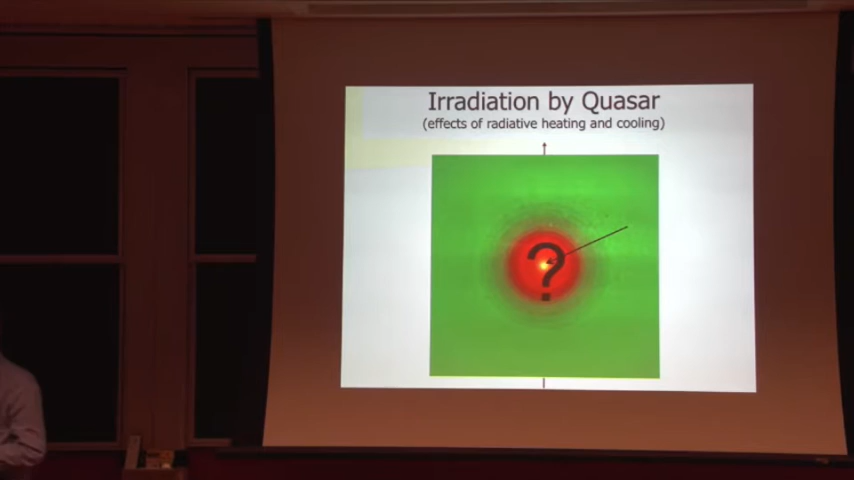 Irradiation by Quasar
(effects of radiative heating and cooling)
?